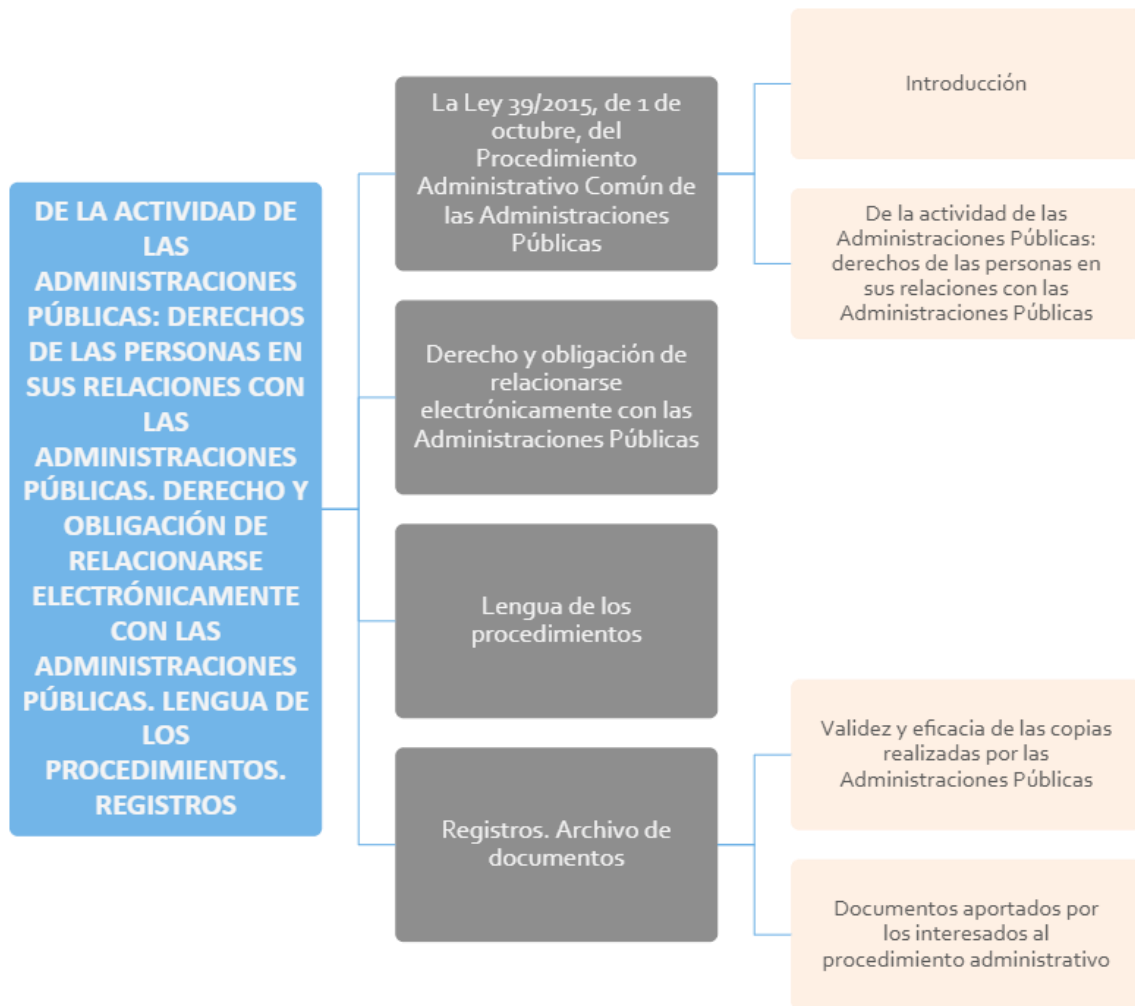 DE LA ACTIVIDAD DE
LAS
ADMINISTRACIONES
PÚBLICAS: DERECHOS
DE LAS PERSONAS EN
SUS RELACIONES CON
LAS
ADMINISTRACIONES
PÚBLICAS. DERECHO Y
OBLIGACIÓN DE
RELACIONARSE
ELECTRÓNICAMENTE
CON LAS
ADMINISTRACIONES
PÚBLICAS. LENGUA DE
LOS
PROCEDIMIENTOS.
REGISTROS
La Ley 39/2015, de 1 de
octubre, del
Procedimiento
Administrativo Común de
las Administraciones
Públicas
Introducción
De la actividad de las
Administraciones Públicas:
derechos de las personas en
sus relaciones con las
Administraciones Públicas
Derecho y obligación de
relacionarse
electrónicamente con las
Administraciones Públicas
Lengua de los
procedimientos
Registros. Archivo de
documentos
Validez y eficacia de las copias
realizadas por las
Administraciones Públicas
Documentos aportados por
los interesados al
procedimiento administrativo